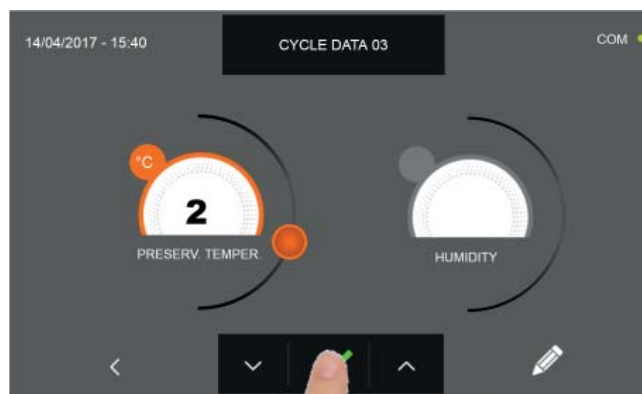 14/04/2017 - 15:40
CYCLE DATA 03
COM
°C
2
PRESERV. TEMPER.
HUMIDITY